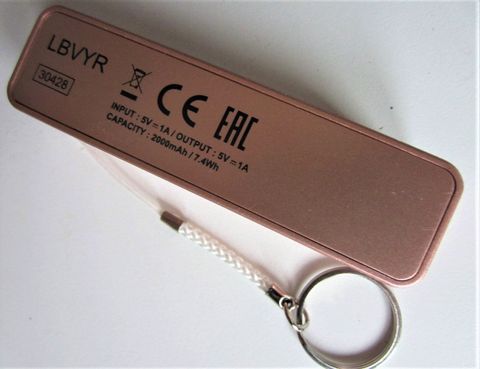 LBVYR
30428
CE EAC
INPUT : 5V=1A / OUTPUT : 5V=1A
CAPACITY : 2000mAh / 7.4Wh